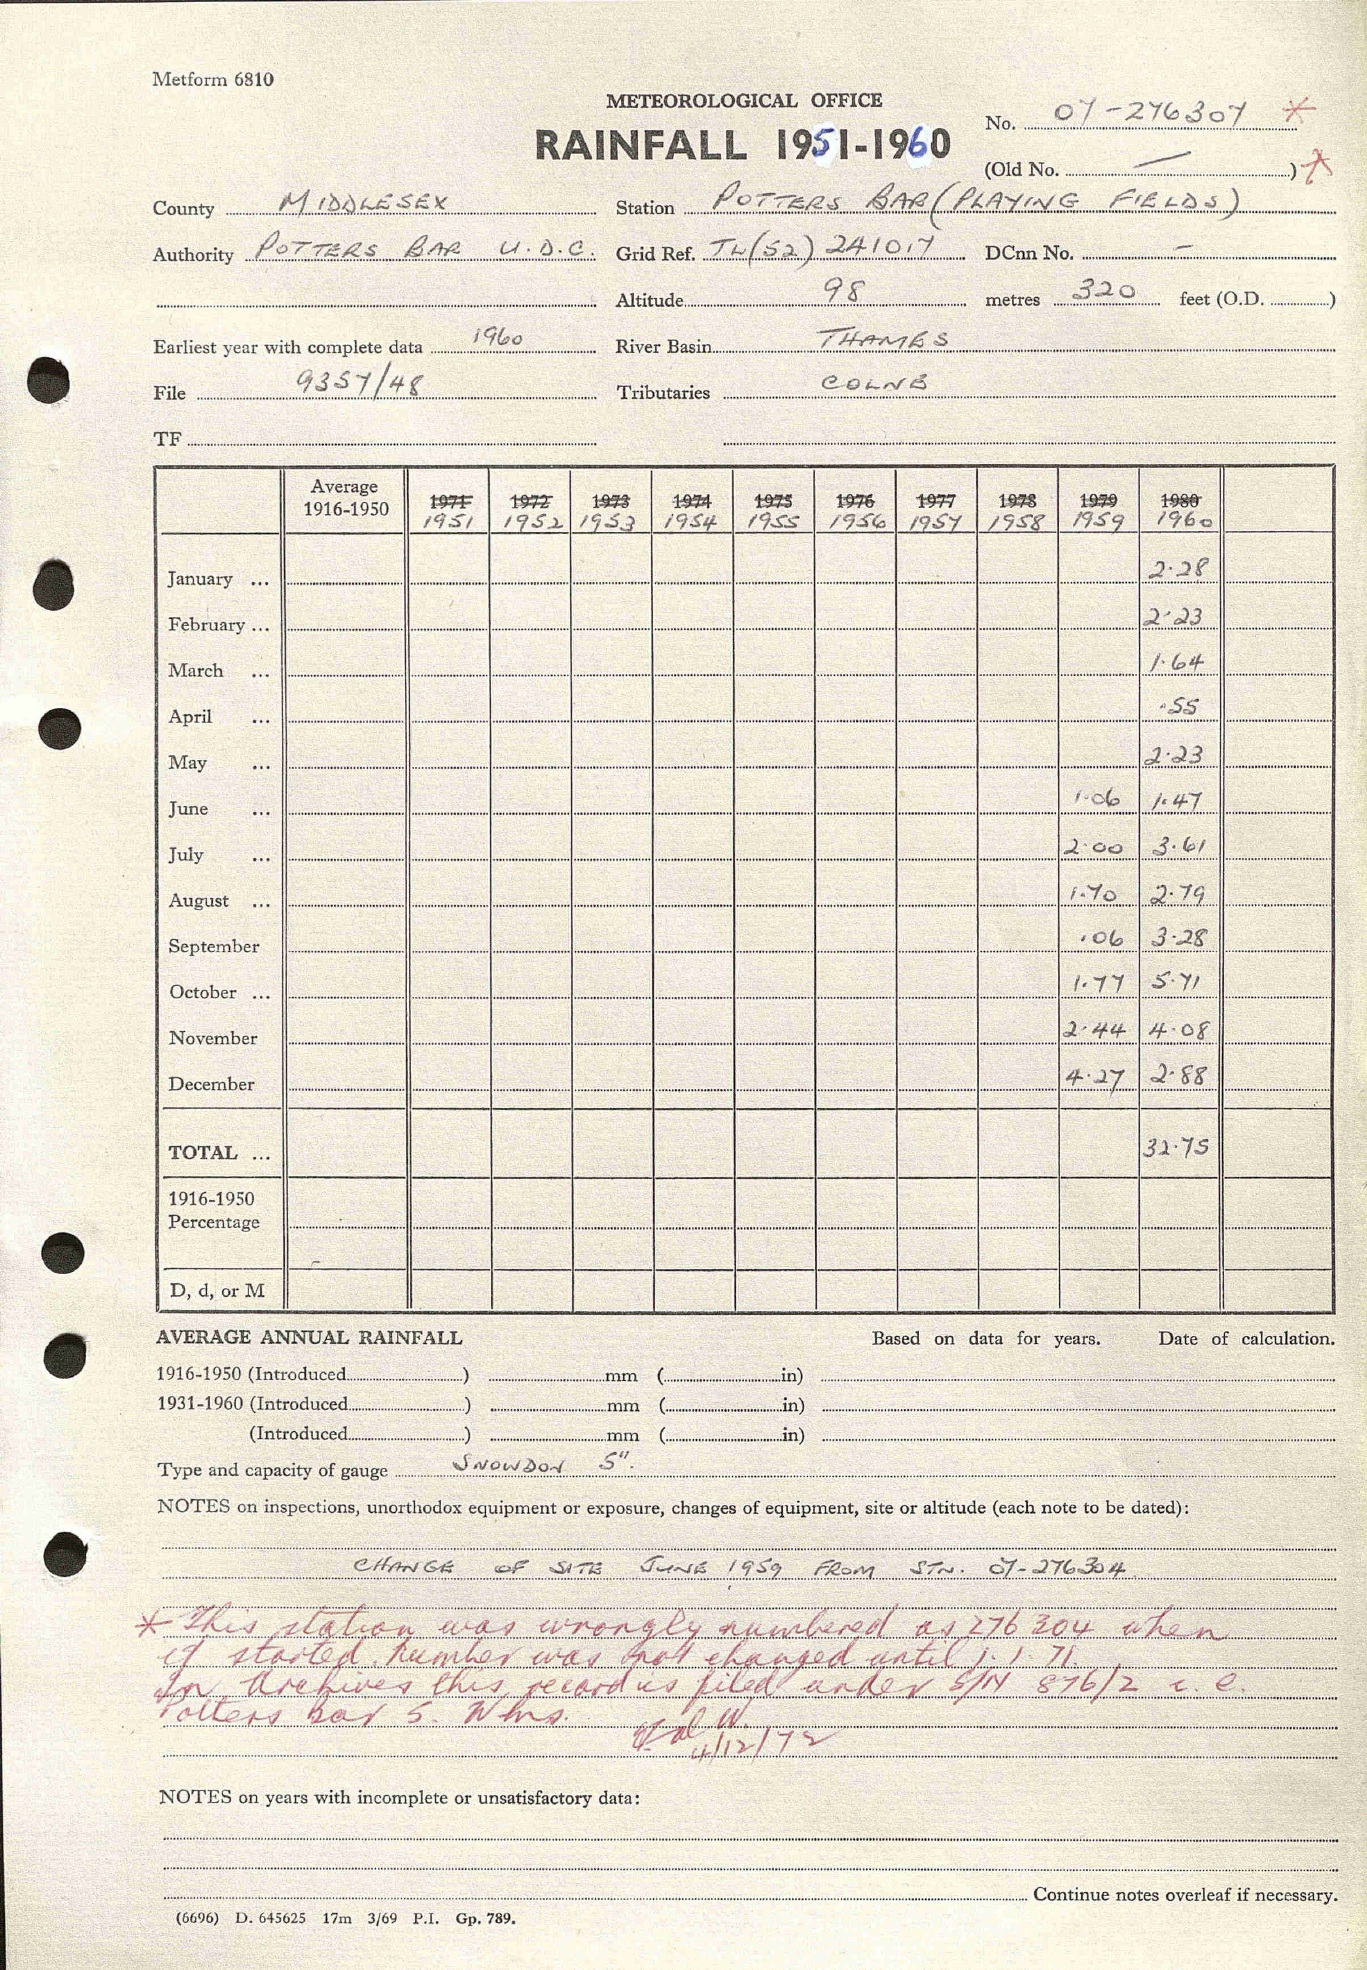 Metform 6810
METEOROLOGICAL OFFICE
RAINFALL 1951-1960
No. 07-276307 *
(Old No. — ) *
County MIDDLESEX Station POTTERS BAR (PLAYING FIELDS)
Authority POTTERS BAR U.D.C. Grid Ref. TL(52) 241017 DCnn No. -
Altitude 98 metres 320 feet (O.D. )
Earliest year with complete data 1960 River Basin THAMES
File 9357/48 Tributaries COLNE
TF
Average 1916-1950
1971 1972 1973 1974 1975 1976 1977 1978 1979 1980
1951 1952 1953 1954 1955 1956 1957 1958 1959 1960
January ... 2.28
February ... 2.23
March ... 1.64
April ... .55
May ... 2.23
June ... 1.06 1.47
July ... 2.00 3.61
August ... 1.70 2.79
September .06 3.28
October ... 1.77 5.71
November 2.44 4.08
December 4.27 2.88
TOTAL ... 32.75
1916-1950
Percentage
D, d, or M
AVERAGE ANNUAL RAINFALL Based on data for years. Date of calculation.
1916-1950 (Introduced ) mm ( in)
1931-1960 (Introduced ) mm ( in)
(Introduced ) mm ( in)
Type and capacity of gauge SNOWDON 5".
NOTES on inspections, unorthodox equipment or exposure, changes of equipment, site or altitude (each note to be dated):
CHANGE OF SITE JUNE 1959 FROM STN. 07-276304
* This station was wrongly numbered as 276304 when
it started. Number was not changed until 1.1.71.
In Archives this record is filed under S/N 876/2 i.e.
Potters Bar S. Wms.
W.
4/12/72
NOTES on years with incomplete or unsatisfactory data:
Continue notes overleaf if necessary.
(6696) D. 645625 17m 3/69 P.I. Gp. 789.